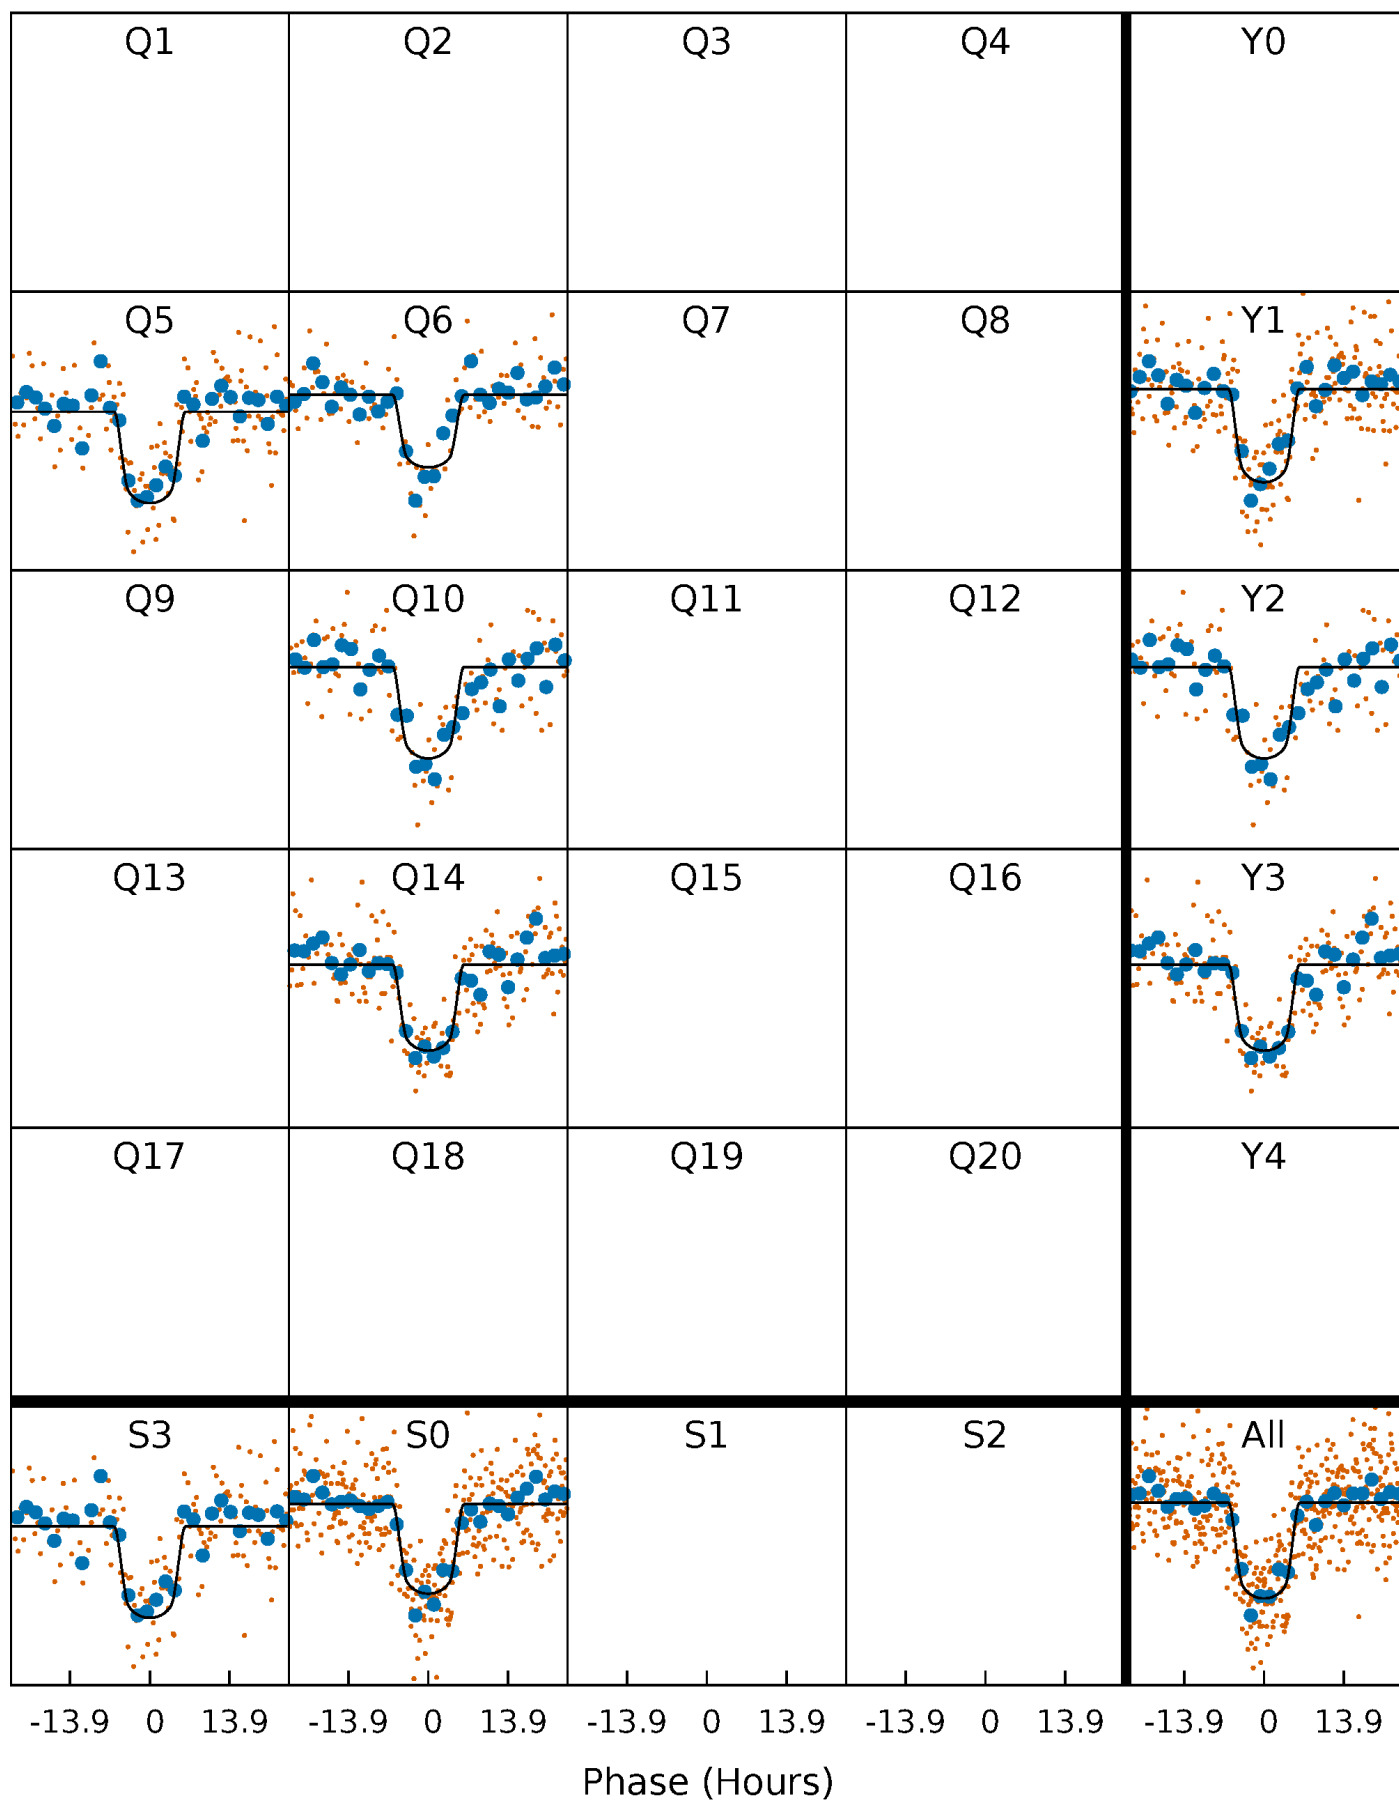 Q1 Q2 Q3 Q4 Y0
Q5 Q6 Q7 Q8 Y1
Q9 Q10 Q11 Q12 Y2
Q13 Q14 Q15 Q16 Y3
Q17 Q18 Q19 Q20 Y4
S3 S0 S1 S2 All
-13.9 0 13.9 -13.9 0 13.9 -13.9 0 13.9 -13.9 0 13.9 -13.9 0 13.9
Phase (Hours)